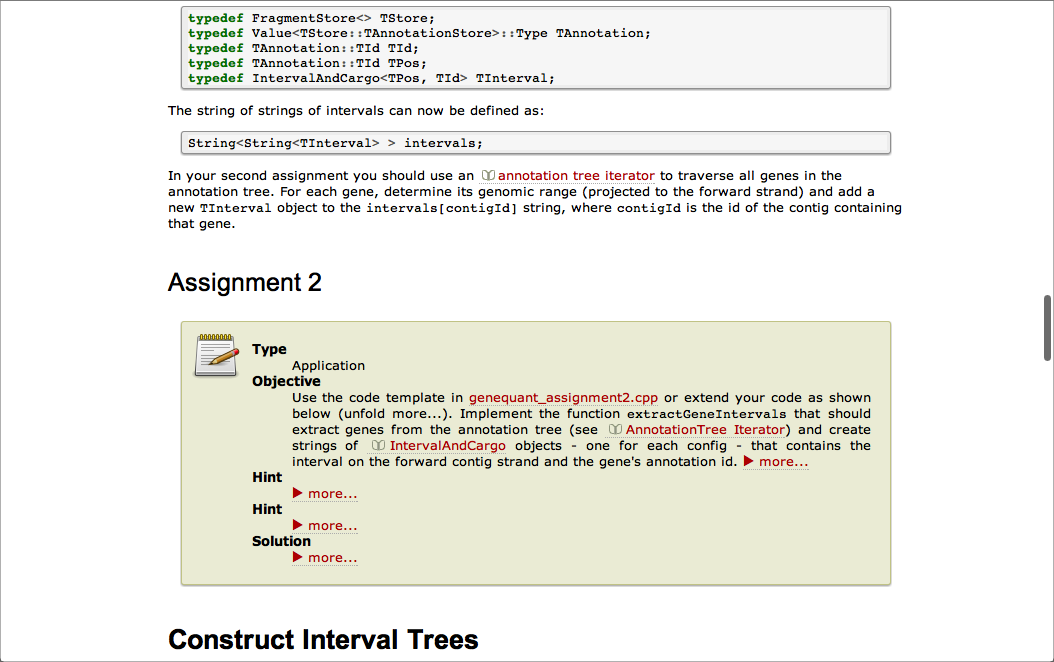 typedef FragmentStore<> TStore;
typedef Value<TStore::TAnnotationStore>::Type TAnnotation;
typedef TAnnotation::TId TId;
typedef TAnnotation::TId TPos;
typedef IntervalAndCargo<TPos, TId> TInterval;
The string of strings of intervals can now be defined as:
String<String<TInterval> > intervals;
In your second assignment you should use an annotation tree iterator to traverse all genes in the
annotation tree. For each gene, determine its genomic range (projected to the forward strand) and add a
new TInterval object to the intervals[contigId] string, where contigId is the id of the contig containing
that gene.
Assignment 2
Type
Application
Objective
Use the code template in genequant_assignment2.cpp or extend your code as shown
below (unfold more...). Implement the function extractGeneIntervals that should
extract genes from the annotation tree (see AnnotationTree Iterator) and create
strings of IntervalAndCargo objects - one for each config - that contains the
interval on the forward contig strand and the gene's annotation id. ▶ more...
Hint
▶ more...
Hint
▶ more...
Solution
▶ more...
Construct Interval Trees